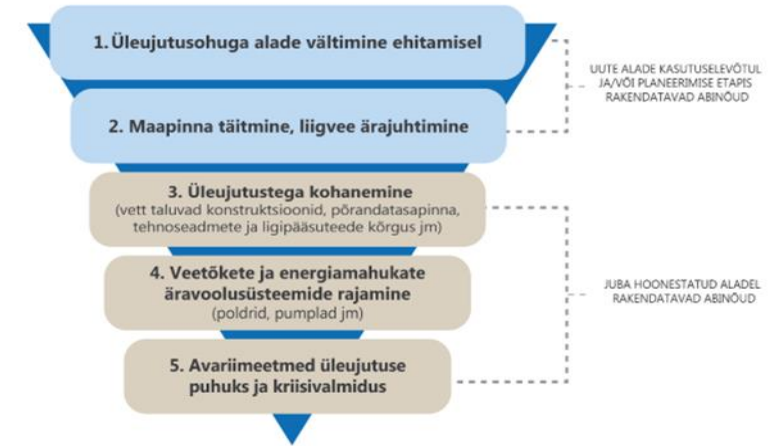 1. Üleujutusohuga alade vältimine ehitamisel
2. Maapinna täitmine, liigvee ärajuhtimine
UUTE ALADE KASUTUSELEVÕTUL
JA/VÕI PLANEERIMISE ETAPIS
RAKENDATAVAD ABINÕUD
3. Üleujutustega kohanemine
(vett taluvad konstruktsioonid, põrandatasapinna,
tehnoseadmete ja ligipääsuteede kõrgus jm)
4. Veetõkete ja energiamahukate
äravoolusüsteemide rajamine
(poldrid, pumplad jm)
5. Avariimeetmed üleujutuse
puhuks ja kriisivalmidus
JUBA HOONESTATUD ALADEL
RAKENDATAVAD ABINÕUD